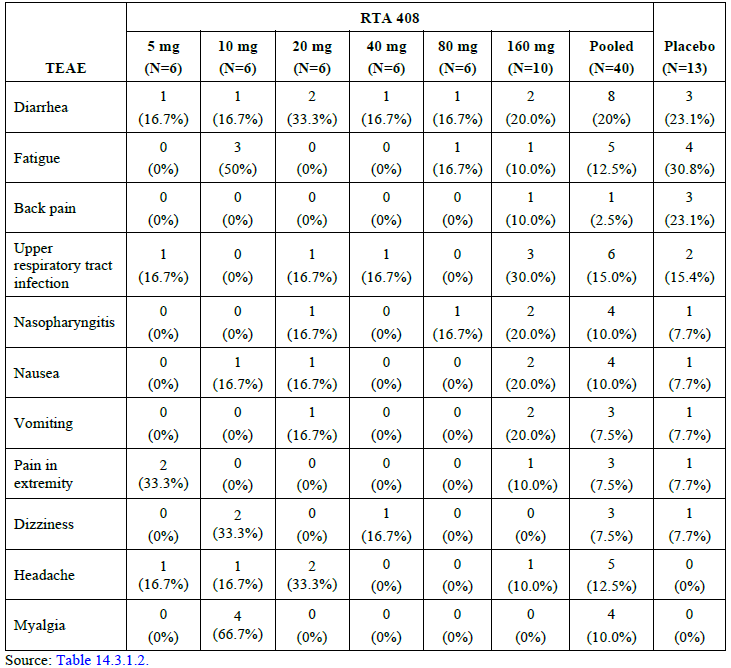 RTA 408
TEAE 5 mg (N=6) 10 mg (N=6) 20 mg (N=6) 40 mg (N=6) 80 mg (N=6) 160 mg (N=10) Pooled (N=40) Placebo (N=13)
Diarrhea 1 1 2 1 1 2 8 3
(16.7%) (16.7%) (33.3%) (16.7%) (16.7%) (20.0%) (20%) (23.1%)
Fatigue 0 3 0 0 1 1 5 4
(0%) (50%) (0%) (0%) (16.7%) (10.0%) (12.5%) (30.8%)
Back pain 0 0 0 0 0 1 1 3
(0%) (0%) (0%) (0%) (0%) (10.0%) (2.5%) (23.1%)
Upper
respiratory tract 1 0 1 1 0 3 6 2
infection (16.7%) (0%) (16.7%) (16.7%) (0%) (30.0%) (15.0%) (15.4%)
Nasopharyngitis 0 0 1 0 1 2 4 1
(0%) (0%) (16.7%) (0%) (16.7%) (20.0%) (10.0%) (7.7%)
Nausea 0 1 1 0 0 2 4 1
(0%) (16.7%) (16.7%) (0%) (0%) (20.0%) (10.0%) (7.7%)
Vomiting 0 0 1 0 0 2 3 1
(0%) (0%) (16.7%) (0%) (0%) (20.0%) (7.5%) (7.7%)
Pain in 2 0 0 0 0 1 3 1
extremity (33.3%) (0%) (0%) (0%) (0%) (10.0%) (7.5%) (7.7%)
Dizziness 0 2 0 1 0 0 3 1
(0%) (33.3%) (0%) (16.7%) (0%) (0%) (7.5%) (7.7%)
Headache 1 1 2 0 0 1 5 0
(16.7%) (16.7%) (33.3%) (0%) (0%) (10.0%) (12.5%) (0%)
Myalgia 0 4 0 0 0 0 4 0
(0%) (66.7%) (0%) (0%) (0%) (0%) (10.0%) (0%)
Source: Table 14.3.1.2.